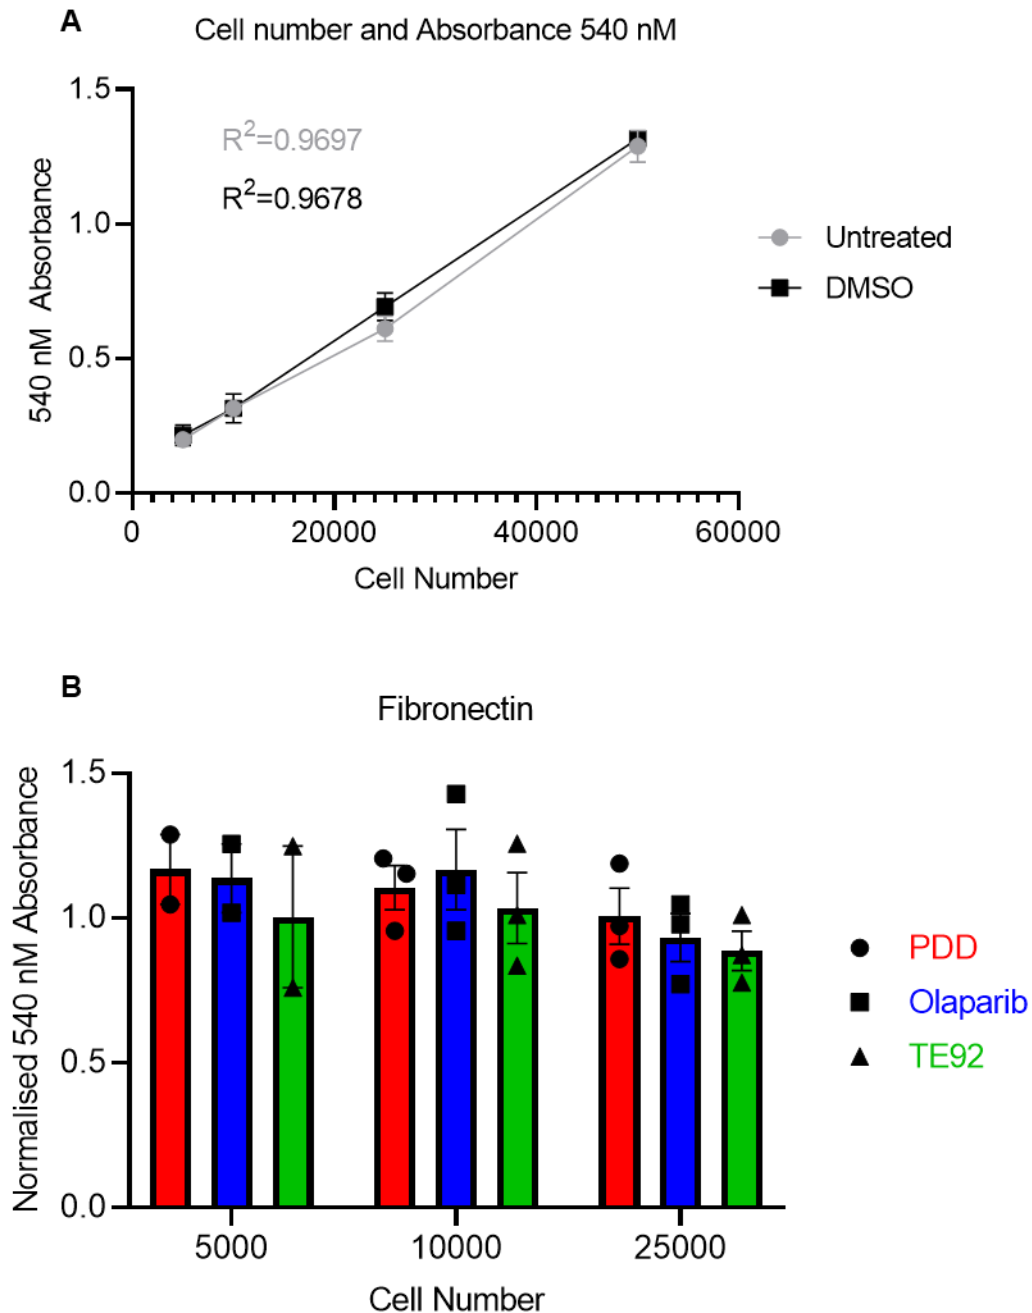 A
Cell number and Absorbance 540 nM
1.5
1.0
0.5
0.0
540 nM Absorbance
R²=0.9697
R²=0.9678
Untreated
DMSO
0 20000 40000 60000
Cell Number
B
Fibronectin
1.5
1.0
0.5
0.0
Normalised 540 nM Absorbance
PDD
Olaparib
TE92
5000 10000 25000
Cell Number